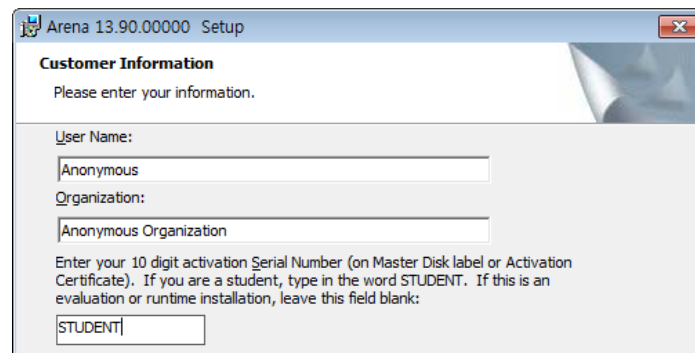 Arena 13.90.00000 Setup
Customer Information
Please enter your information.
User Name:
Anonymous
Organization:
Anonymous Organization
Enter your 10 digit activation Serial Number (on Master Disk label or Activation
Certificate). If you are a student, type in the word STUDENT. If this is an
evaluation or runtime installation, leave this field blank:
STUDENT